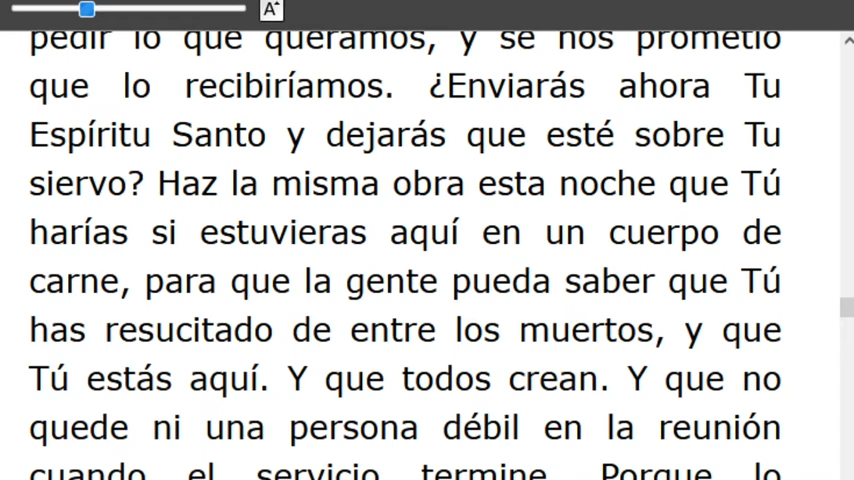 pedir lo que queramos, y se nos prometió
que lo recibiríamos. ¿Enviarás ahora Tu
Espíritu Santo y dejarás que esté sobre Tu
siervo? Haz la misma obra esta noche que Tú
harías si estuvieras aquí en un cuerpo de
carne, para que la gente pueda saber que Tú
has resucitado de entre los muertos, y que
Tú estás aquí. Y que todos crean. Y que no
quede ni una persona débil en la reunión
cuando el servicio termine. Porque lo